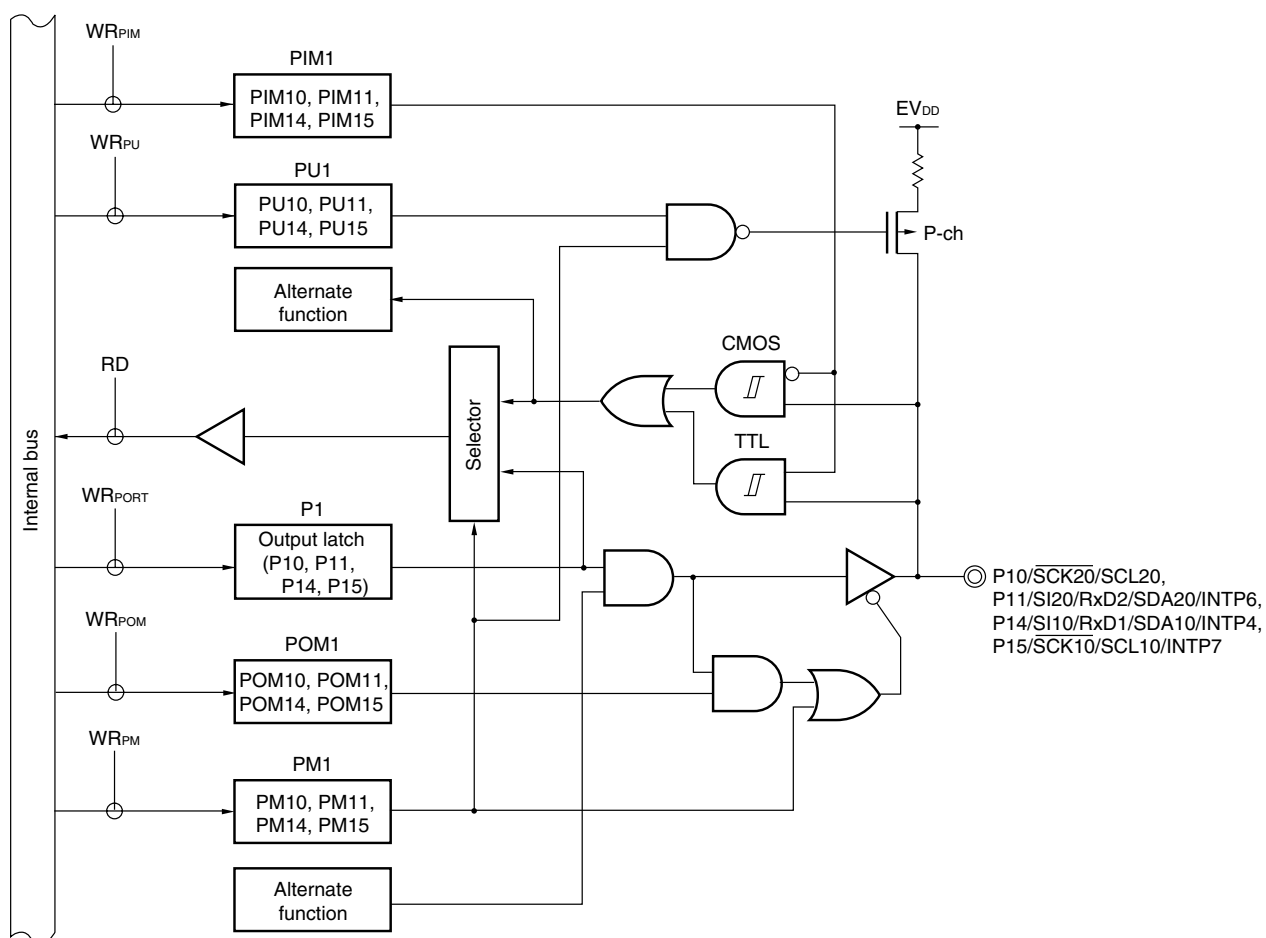 WRPIM
PIM1
PIM10, PIM11,
PIM14, PIM15
EVDD
WRPU
PU1
PU10, PU11,
PU14, PU15
P-ch
Alternate
function
CMOS
RD
Selector
TTL
Internal bus
WRPORT
P1
Output latch
(P10, P11,
P14, P15)
P10/SCK20/SCL20,
P11/SI20/RxD2/SDA20/INTP6,
P14/SI10/RxD1/SDA10/INTP4,
P15/SCK10/SCL10/INTP7
WRPOM
POM1
POM10, POM11,
POM14, POM15
WRPM
PM1
PM10, PM11,
PM14, PM15
Alternate
function